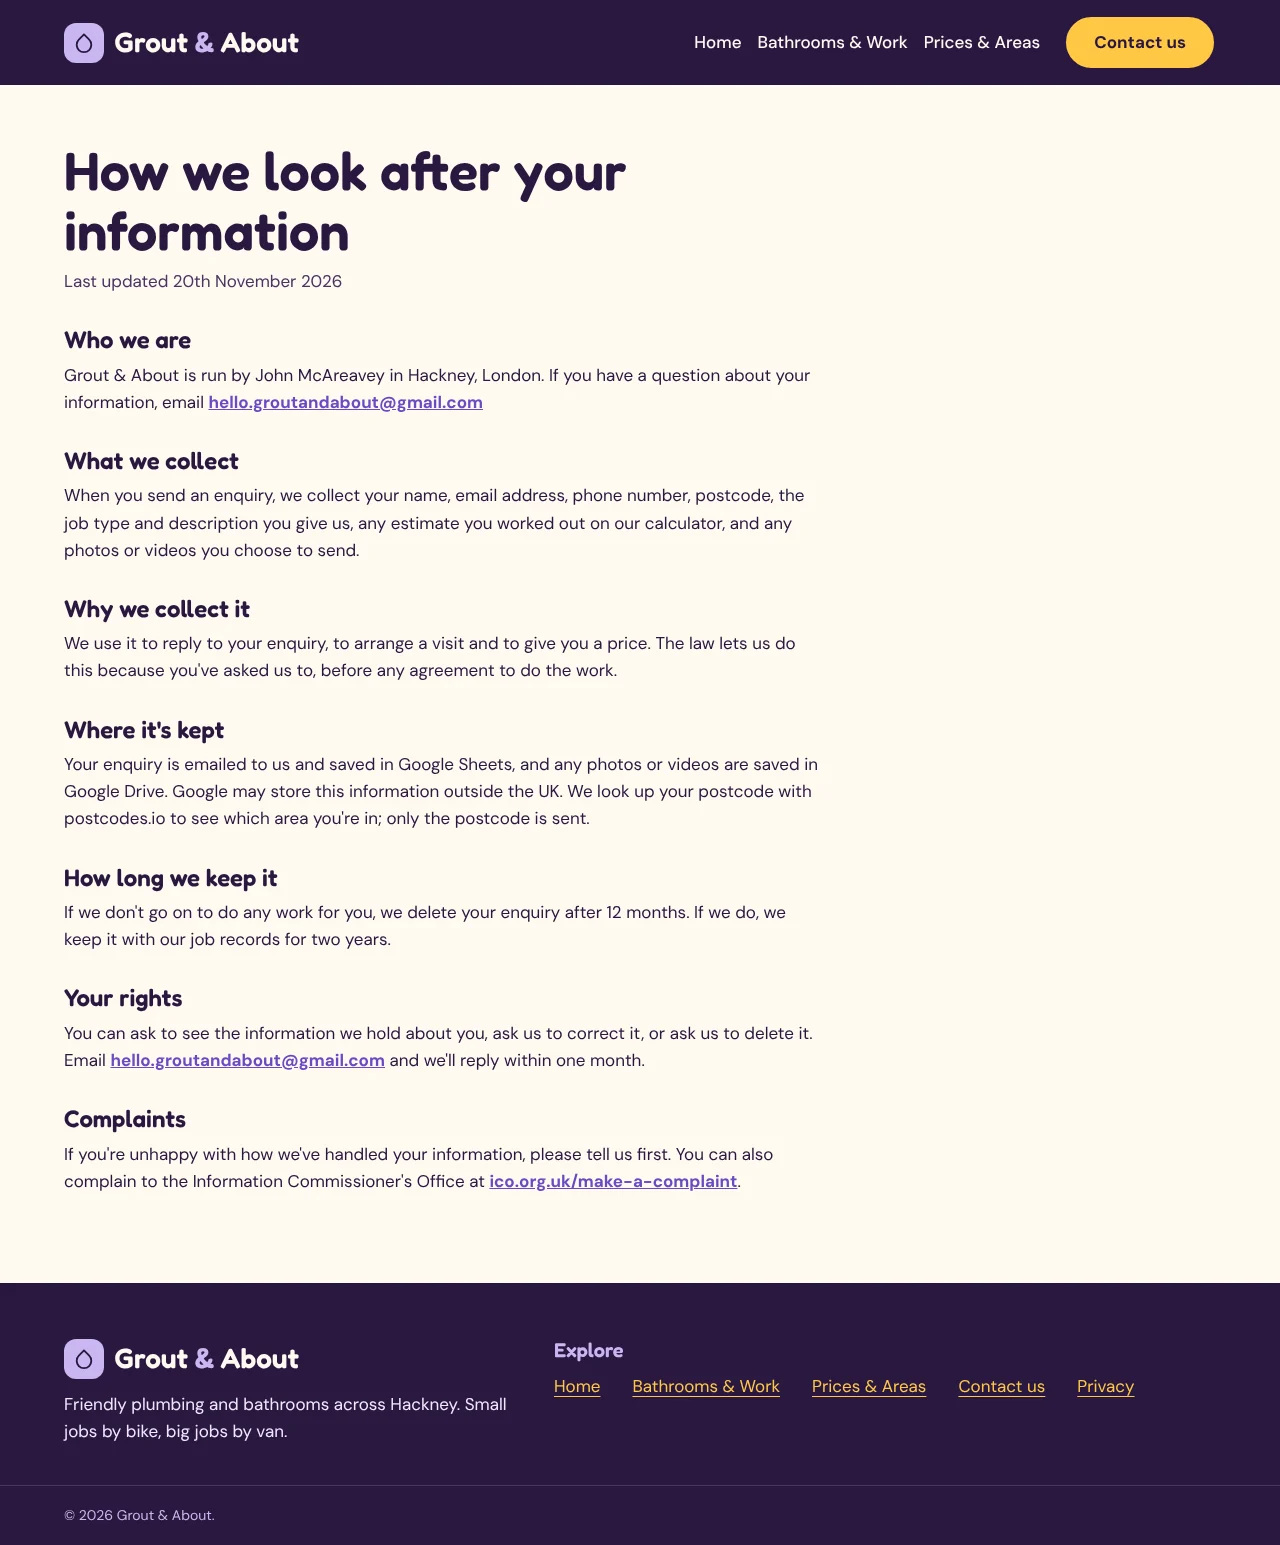 Grout & About
Home
Bathrooms & Work
Prices & Areas
Contact us
How we look after your
information
Last updated 20th November 2026
Who we are
Grout & About is run by John McAreavey in Hackney, London. If you have a question about your
information, email hello.groutandabout@gmail.com
What we collect
When you send an enquiry, we collect your name, email address, phone number, postcode, the
job type and description you give us, any estimate you worked out on our calculator, and any
photos or videos you choose to send.
Why we collect it
We use it to reply to your enquiry, to arrange a visit and to give you a price. The law lets us do
this because you've asked us to, before any agreement to do the work.
Where it's kept
Your enquiry is emailed to us and saved in Google Sheets, and any photos or videos are saved in
Google Drive. Google may store this information outside the UK. We look up your postcode with
postcodes.io to see which area you're in; only the postcode is sent.
How long we keep it
If we don't go on to do any work for you, we delete your enquiry after 12 months. If we do, we
keep it with our job records for two years.
Your rights
You can ask to see the information we hold about you, ask us to correct it, or ask us to delete it.
Email hello.groutandabout@gmail.com and we'll reply within one month.
Complaints
If you're unhappy with how we've handled your information, please tell us first. You can also
complain to the Information Commissioner's Office at ico.org.uk/make-a-complaint.
Grout & About
Friendly plumbing and bathrooms across Hackney. Small
jobs by bike, big jobs by van.
Explore
Home
Bathrooms & Work
Prices & Areas
Contact us
Privacy
© 2026 Grout & About.